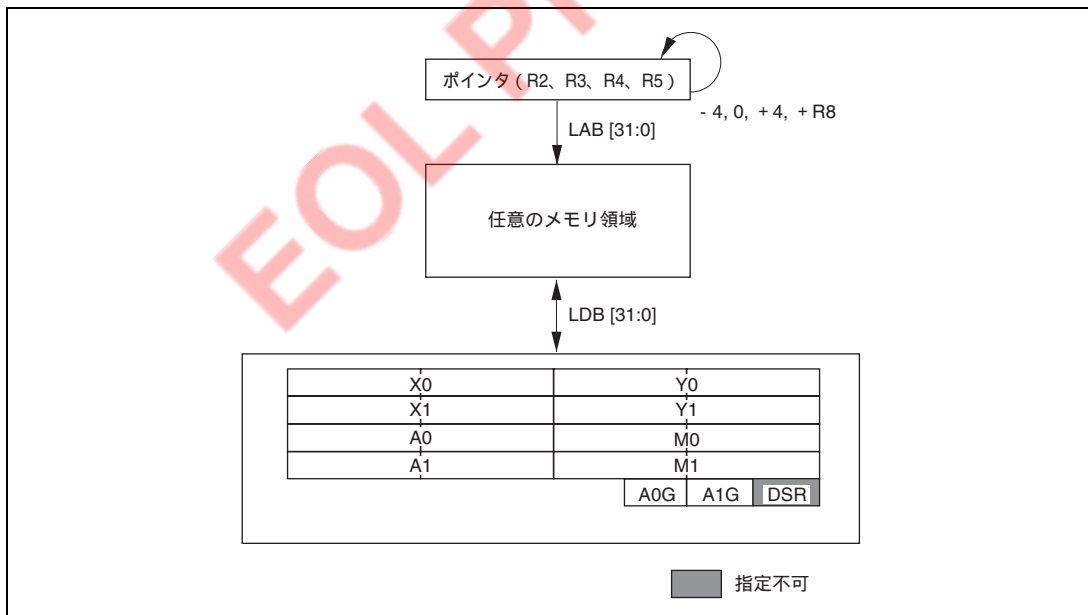 EOL P
ポインタ ( R2、R3、R4、R5 )
- 4, 0, + 4, + R8
LAB [31:0]
任意のメモリ領域
LDB [31:0]
X0 Y0
X1 Y1
A0 M0
A1 M1
A0G A1G DSR
指定不可